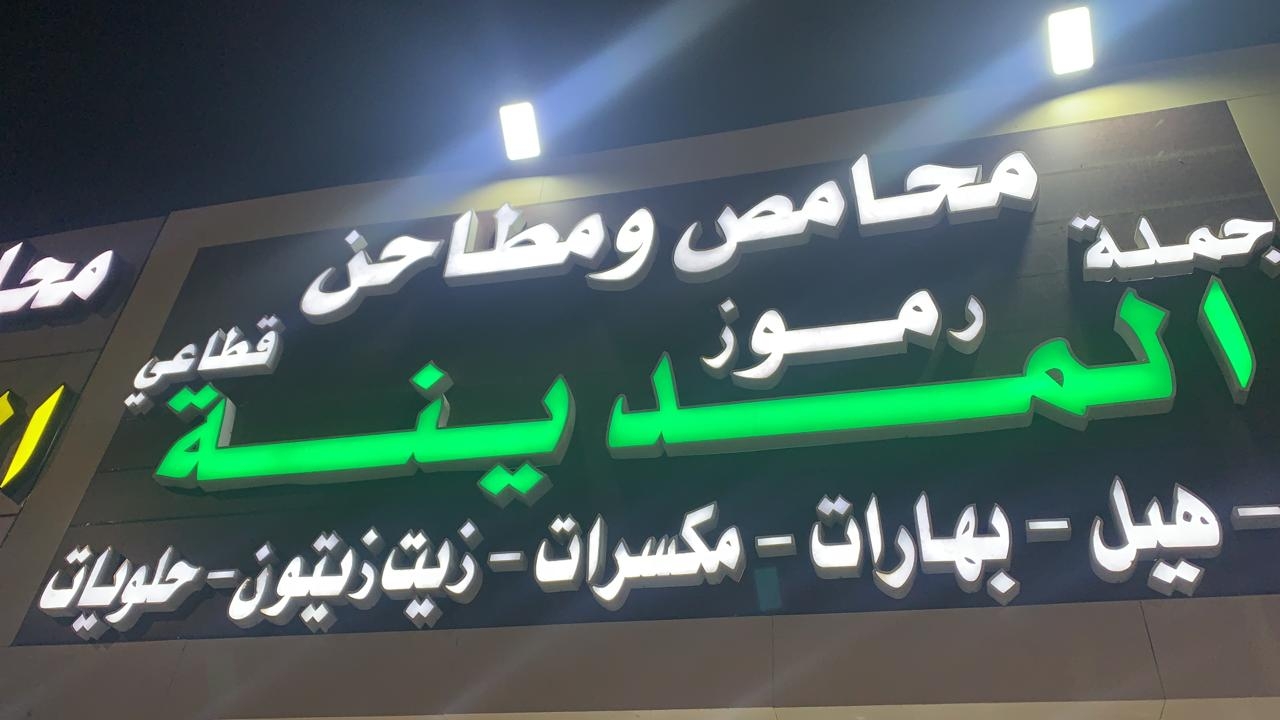 محامص ومطاحن
جملة
رموز
قطاعي
المدينة
- هيل - بهارات - مكسرات - زيت زيتون - حلويات